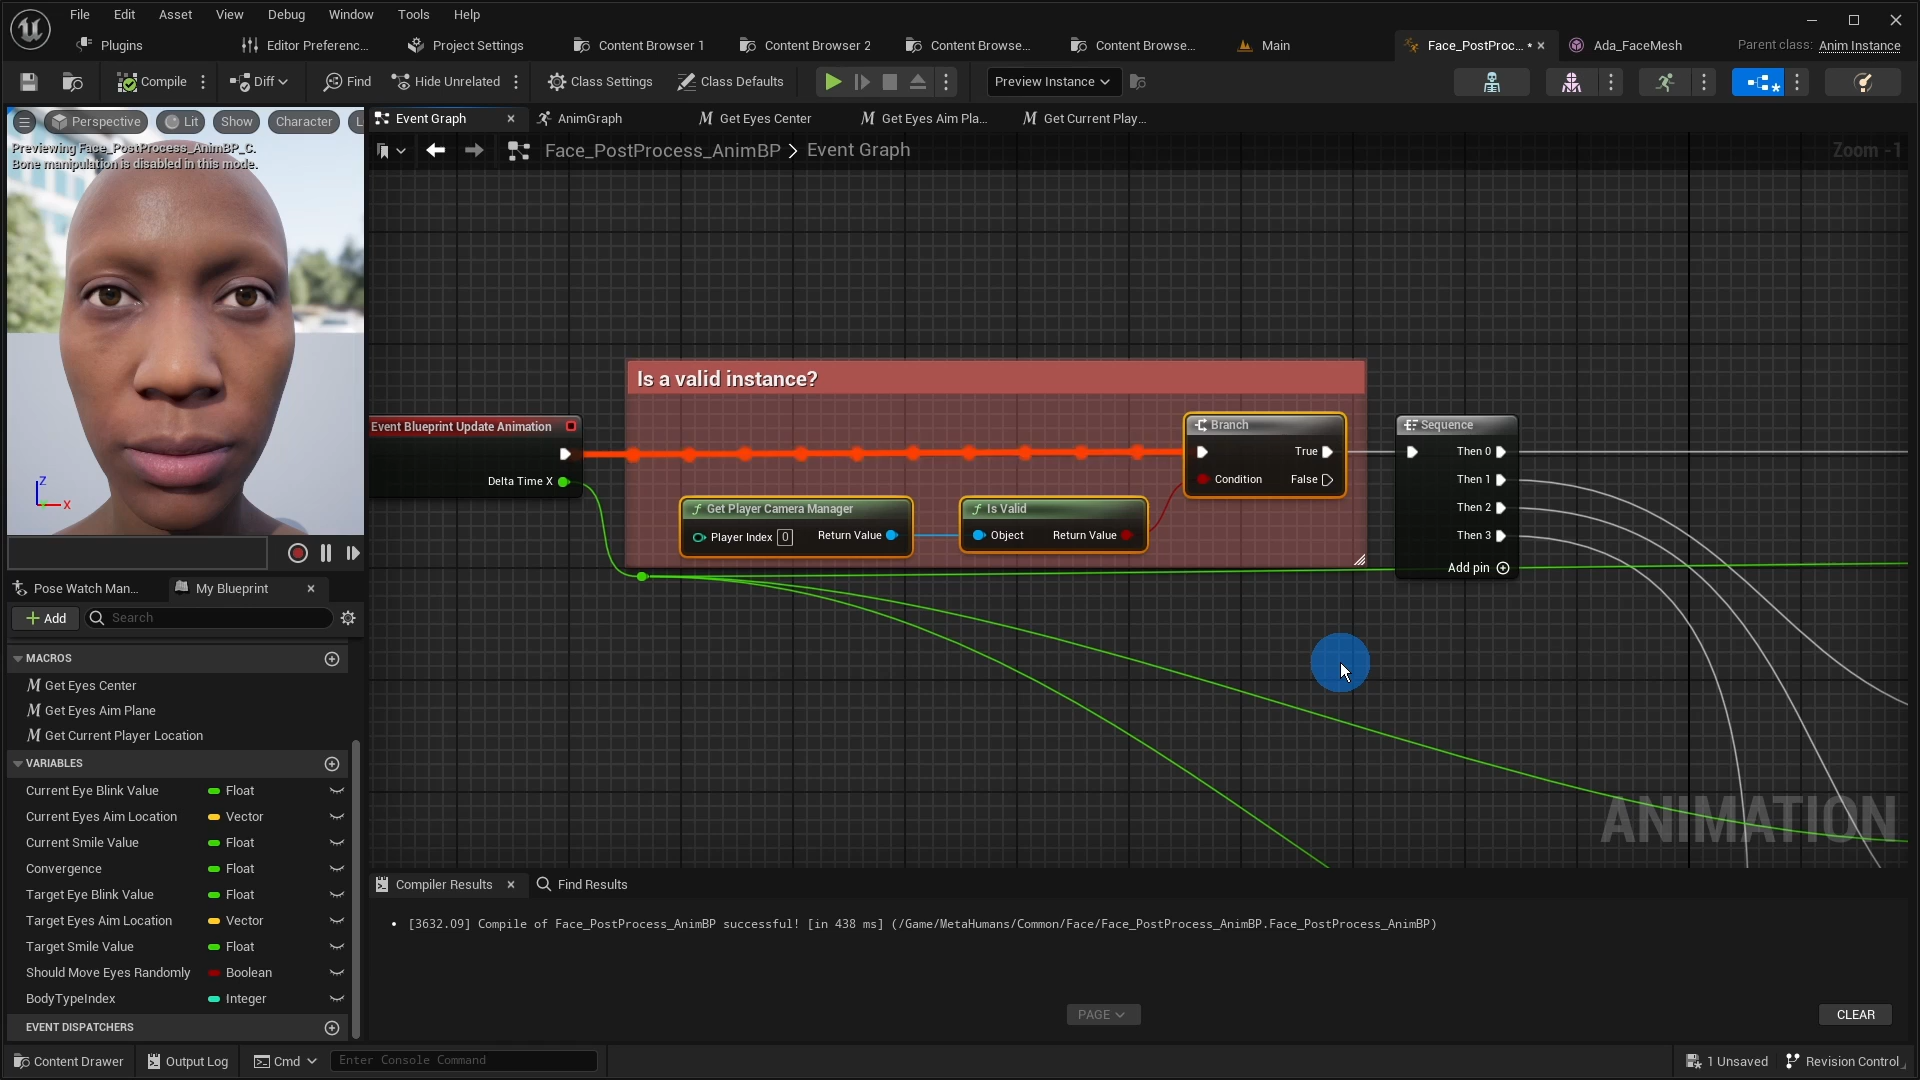 File Edit Asset View Debug Window Tools Help
Plugins Editor Preferenc... Project Settings Content Browser 1 Content Browser 2 Content Browse... Content Browse... Main Face_PostProc... * Ada_FaceMesh Parent class: Anim Instance
Compile Diff Find Hide Unrelated Class Settings Class Defaults Preview Instance
Perspective Lit Show Character L
Previewing Face_PostProcess_AnimBP_C.
Bone manipulation is disabled in this mode.
Z
X
Event Graph AnimGraph Get Eyes Center Get Eyes Aim Pla... Get Current Play...
Face_PostProcess_AnimBP > Event Graph
Zoom -1
Is a valid instance?
Event Blueprint Update Animation
Delta Time X
Get Player Camera Manager
Player Index 0 Return Value
Is Valid
Object Return Value
Branch
True
Condition False
Sequence
Then 0
Then 1
Then 2
Then 3
Add pin
ANIMATION
Pose Watch Man... My Blueprint
Add Search
MACROS
Get Eyes Center
Get Eyes Aim Plane
Get Current Player Location
VARIABLES
Current Eye Blink Value Float
Current Eyes Aim Location Vector
Current Smile Value Float
Convergence Float
Target Eye Blink Value Float
Target Eyes Aim Location Vector
Target Smile Value Float
Should Move Eyes Randomly Boolean
BodyTypeIndex Integer
EVENT DISPATCHERS
Compiler Results Find Results
[3632.09] Compile of Face_PostProcess_AnimBP successful! [in 438 ms] (/Game/MetaHumans/Common/Face/Face_PostProcess_AnimBP.Face_PostProcess_AnimBP)
PAGE
CLEAR
Content Drawer Output Log Cmd Enter Console Command 1 Unsaved Revision Control